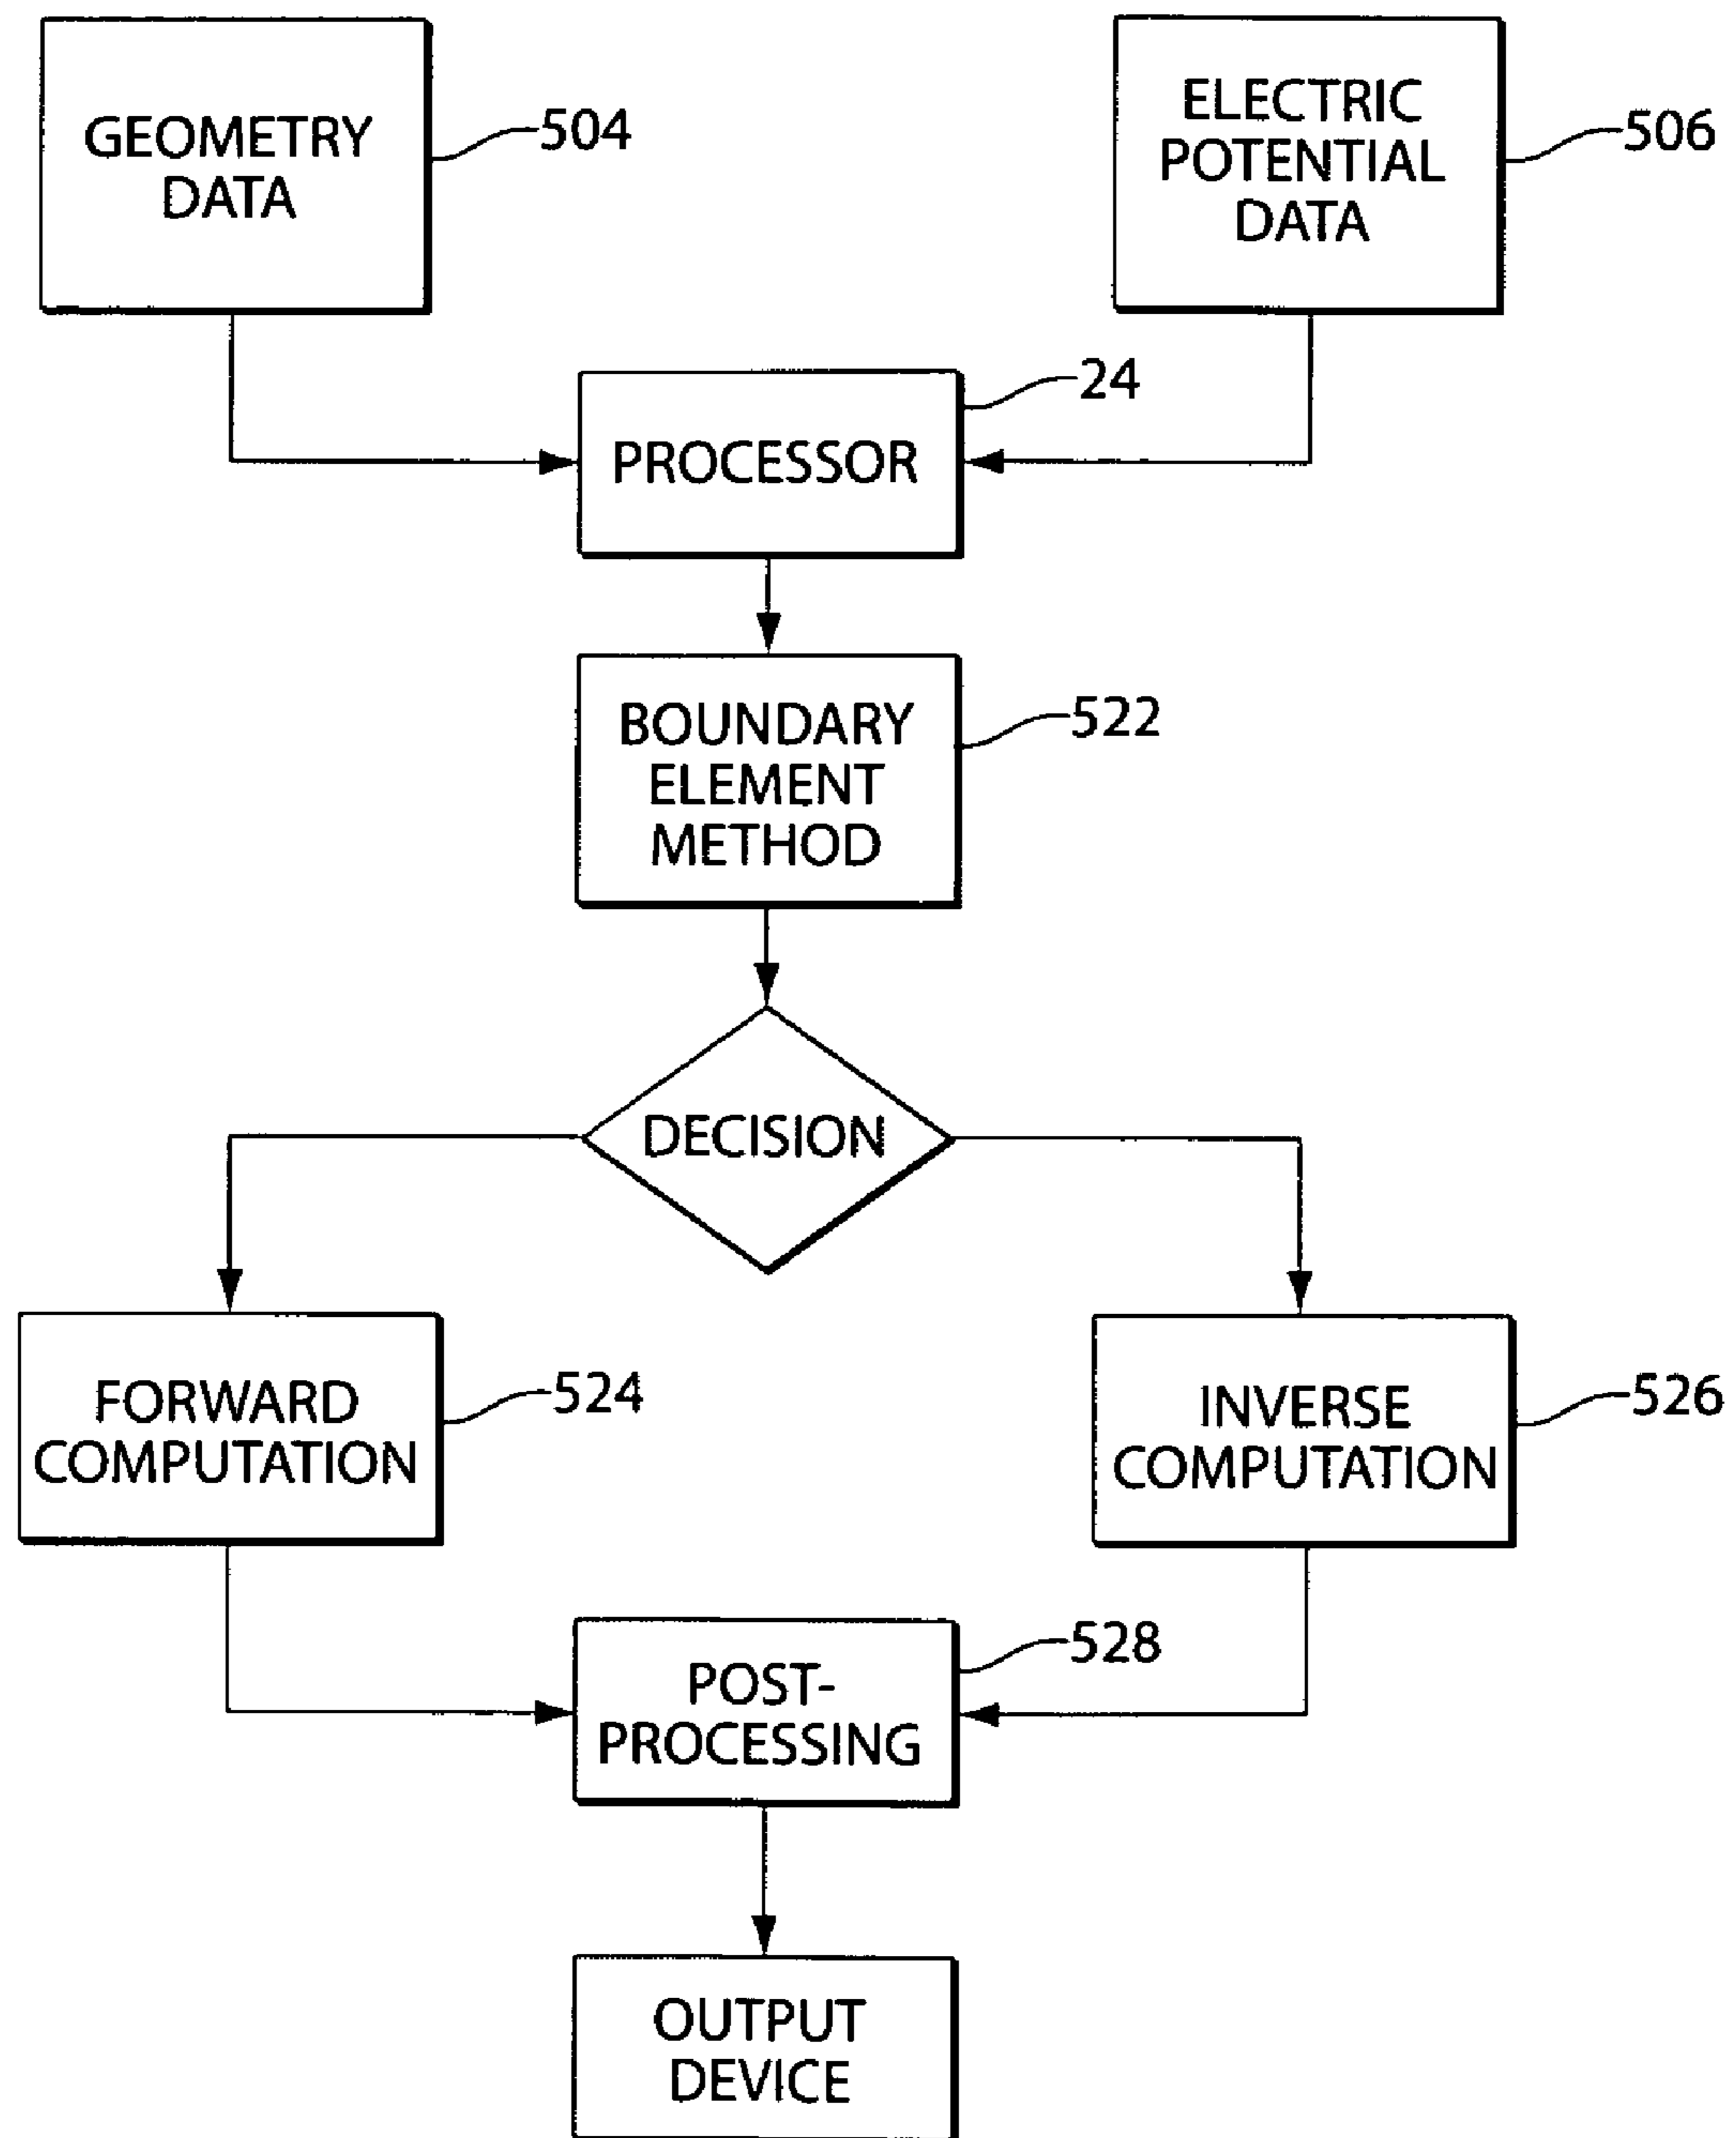 GEOMETRY
DATA
504
ELECTRIC
POTENTIAL
DATA
506
24
PROCESSOR
BOUNDARY
ELEMENT
METHOD
522
DECISION
FORWARD
COMPUTATION
524
INVERSE
COMPUTATION
526
POST-
PROCESSING
528
OUTPUT
DEVICE